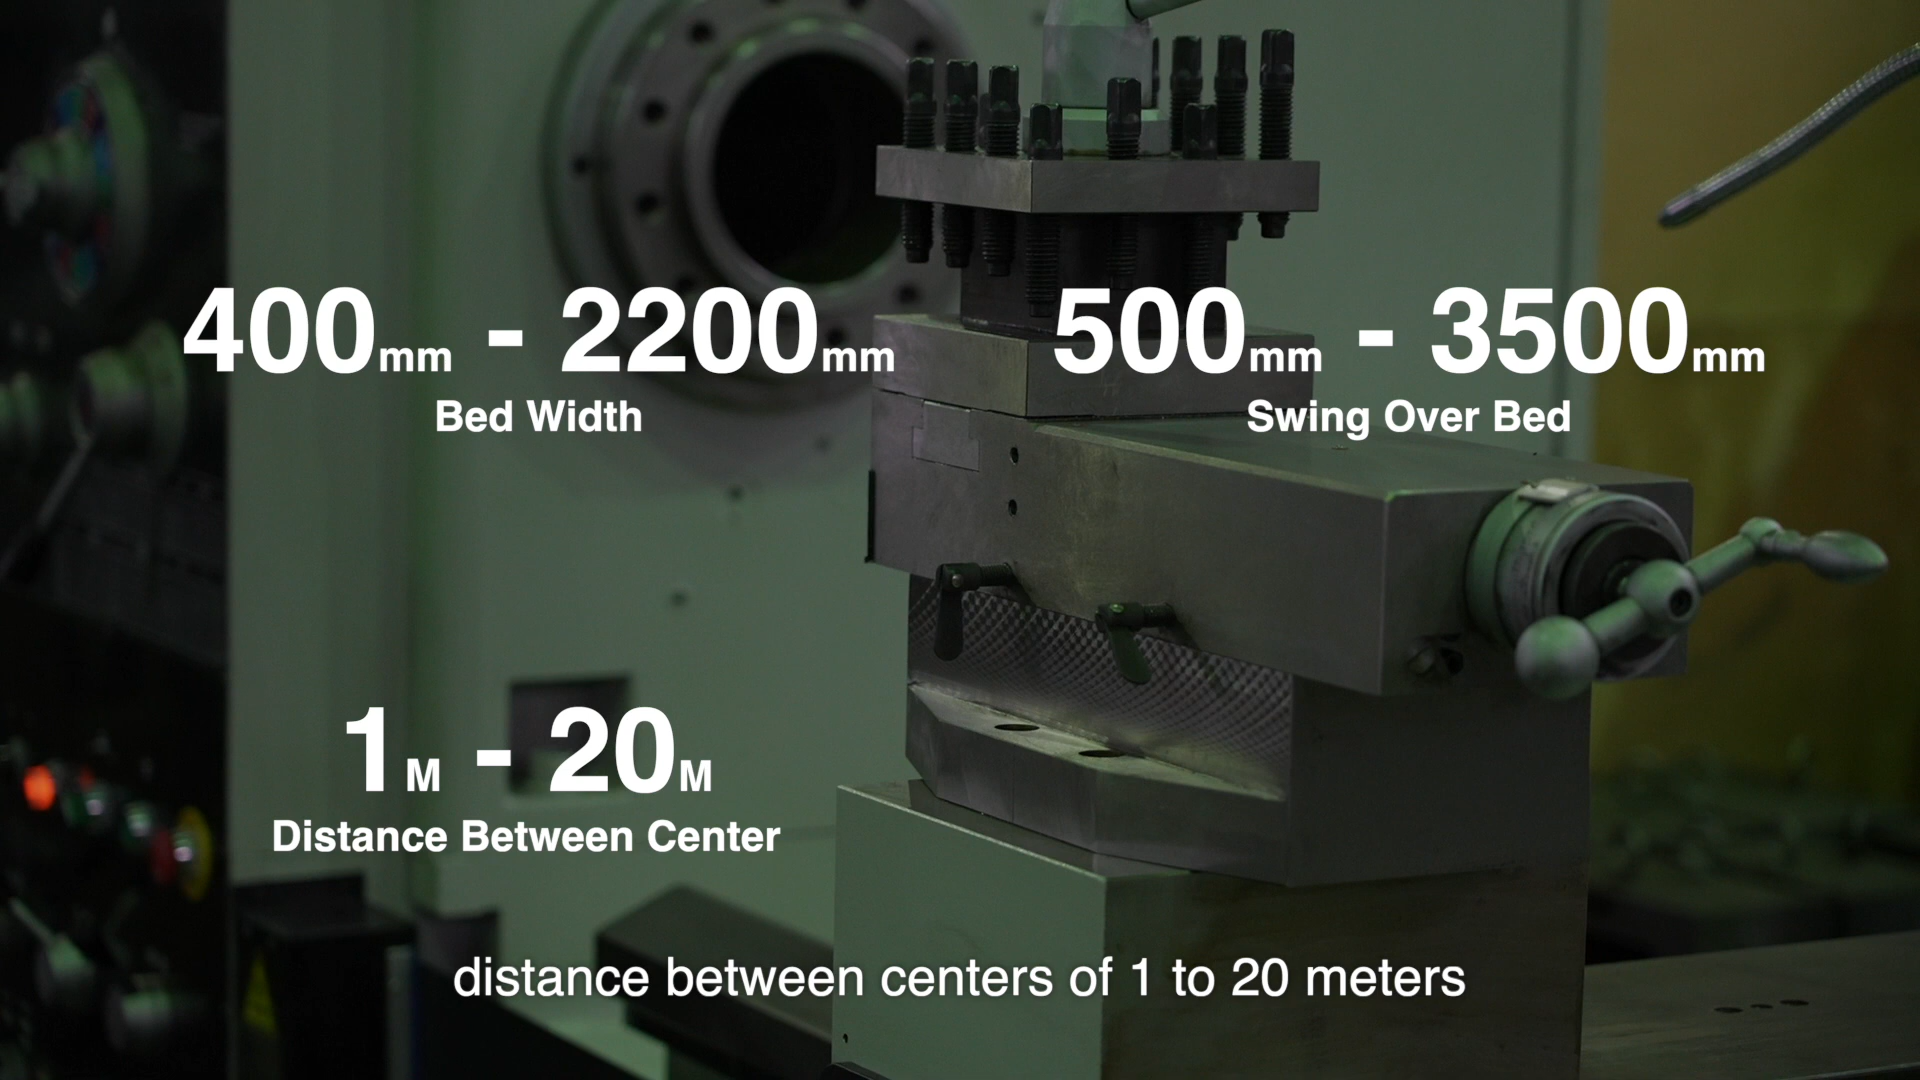 400mm - 2200mm
Bed Width
500mm - 3500mm
Swing Over Bed
1M - 20M
Distance Between Center
distance between centers of 1 to 20 meters